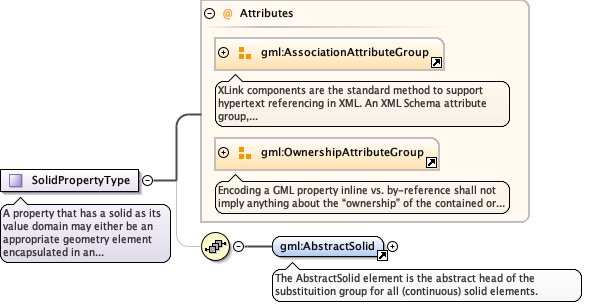 @ Attributes
gml:AssociationAttributeGroup
XLink components are the standard method to support
hypertext referencing in XML. An XML Schema attribute
group,...
gml:OwnershipAttributeGroup
Encoding a GML property inline vs. by-reference shall not
imply anything about the “ownership” of the contained or...
SolidPropertyType
A property that has a solid as its
value domain may either be an
appropriate geometry element
encapsulated in an...
gml:AbstractSolid
The AbstractSolid element is the abstract head of the
substituition group for all (continuous) solid elements.